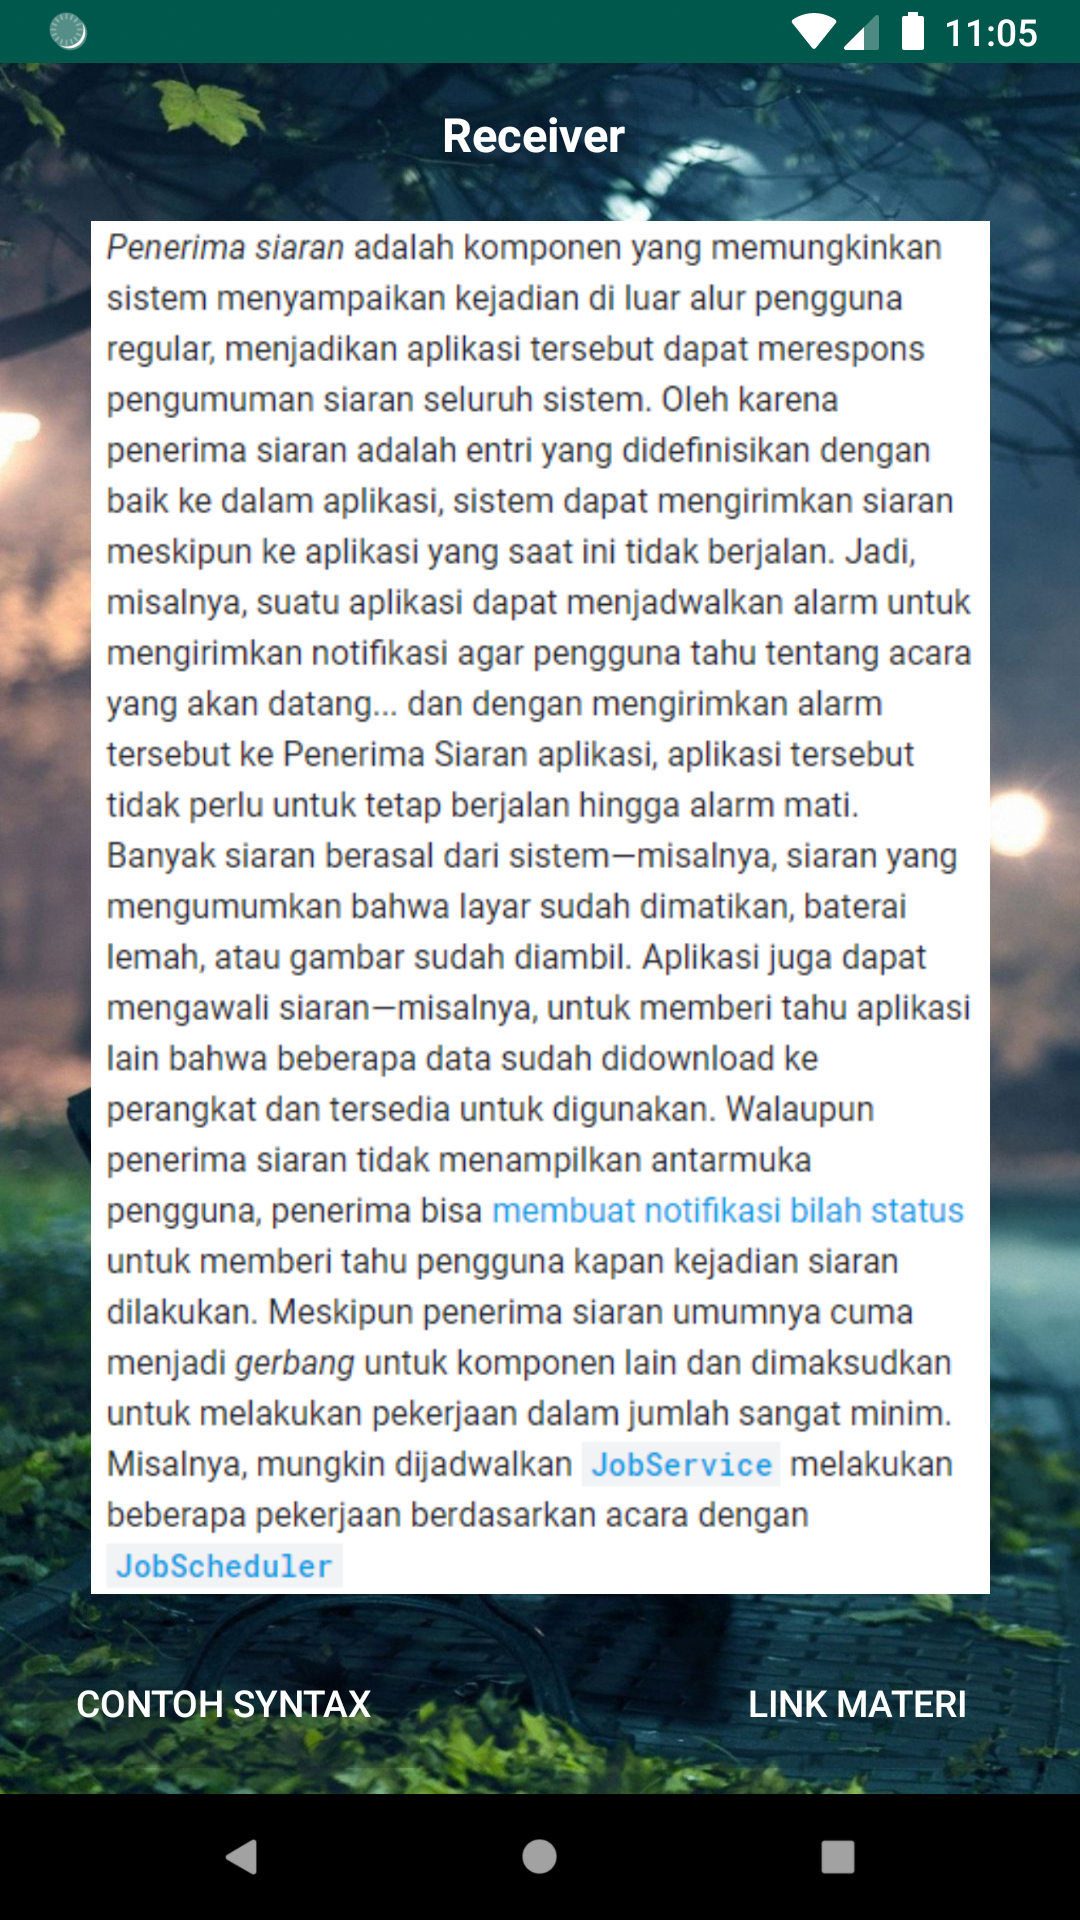 11:05
Receiver
Penerima siaran adalah komponen yang memungkinkan
sistem menyampaikan kejadian di luar alur pengguna
regular, menjadikan aplikasi tersebut dapat merespons
pengumuman siaran seluruh sistem. Oleh karena
penerima siaran adalah entri yang didefinisikan dengan
baik ke dalam aplikasi, sistem dapat mengirimkan siaran
meskipun ke aplikasi yang saat ini tidak berjalan. Jadi,
misalnya, suatu aplikasi dapat menjadwalkan alarm untuk
mengirimkan notifikasi agar pengguna tahu tentang acara
yang akan datang... dan dengan mengirimkan alarm
tersebut ke Penerima Siaran aplikasi, aplikasi tersebut
tidak perlu untuk tetap berjalan hingga alarm mati.
Banyak siaran berasal dari sistem—misalnya, siaran yang
mengumumkan bahwa layar sudah dimatikan, baterai
lemah, atau gambar sudah diambil. Aplikasi juga dapat
mengawali siaran—misalnya, untuk memberi tahu aplikasi
lain bahwa beberapa data sudah didownload ke
perangkat dan tersedia untuk digunakan. Walaupun
penerima siaran tidak menampilkan antarmuka
pengguna, penerima bisa membuat notifikasi bilah status
untuk memberi tahu pengguna kapan kejadian siaran
dilakukan. Meskipun penerima siaran umumnya cuma
menjadi gerbang untuk komponen lain dan dimaksudkan
untuk melakukan pekerjaan dalam jumlah sangat minim.
Misalnya, mungkin dijadwalkan JobService melakukan
beberapa pekerjaan berdasarkan acara dengan
JobScheduler
CONTOH SYNTAX
LINK MATERI